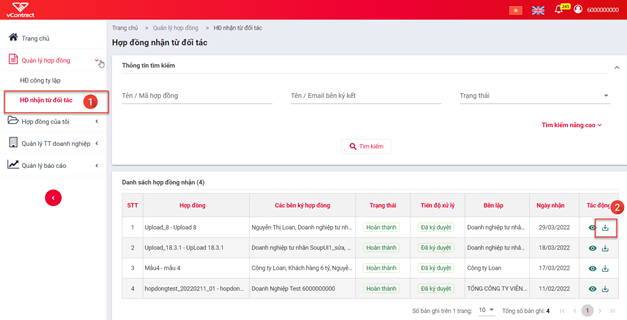 vContract
245
6000000000
Trang chủ > Quản lý hợp đồng > HĐ nhận từ đối tác
Hợp đồng nhận từ đối tác
Trang chủ
Quản lý hợp đồng
HĐ công ty lập
HĐ nhận từ đối tác 1
Hợp đồng của tôi
Quản lý TT doanh nghiệp
Quản lý báo cáo
Thông tin tìm kiếm
Tên / Mã hợp đồng Tên / Email bên ký kết Trạng thái
Tìm kiếm nâng cao
Tìm kiếm
Danh sách hợp đồng nhận (4)
STT Hợp đồng Các bên ký hợp đồng Trạng thái Tiến độ xử lý Bên lập Ngày nhận Tác động
2
1 Upload_8 - Upload 8 Nguyễn Thị Loan, Doanh nghiệp tư nh... Hoàn thành Đã ký duyệt Doanh nghiệp tư nhâ... 29/03/2022
2 Upload_18.3.1 - UpLoad 18.3.1 Doanh nghiệp tư nhân SoupUI1_sửa, ... Hoàn thành Đã ký duyệt Doanh nghiệp tư nhâ... 18/03/2022
3 Mẫu4 - mẫu 4 Công ty Loan, Khách hàng 6 tỷ, Nguyễ... Hoàn thành Đã ký duyệt Công ty Loan 17/03/2022
4 hopdongtest_20220211_01 - hopdon... Doanh Nghiệp Test 6000000000 Hoàn thành Đã ký duyệt TỔNG CÔNG TY VIỄN... 11/02/2022
Số bản ghi trên 1 trang: 10 Tổng số bản ghi: 4 1